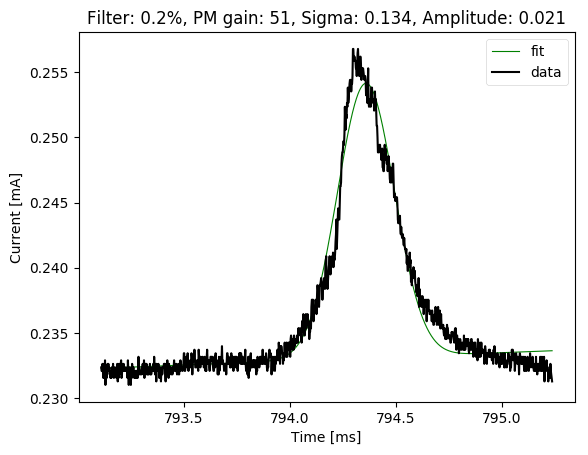 Filter: 0.2%, PM gain: 51, Sigma: 0.134, Amplitude: 0.021
fit
data
0.255
0.250
0.245
0.240
0.235
0.230
Current [mA]
793.5 794.0 794.5 795.0
Time [ms]